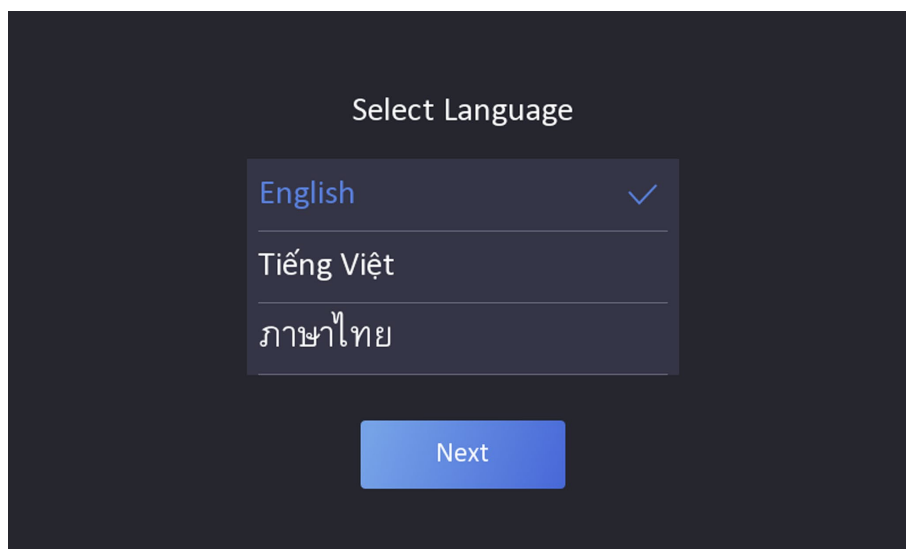 Select Language
English
Tiếng Việt
ภาษาไทย
Next